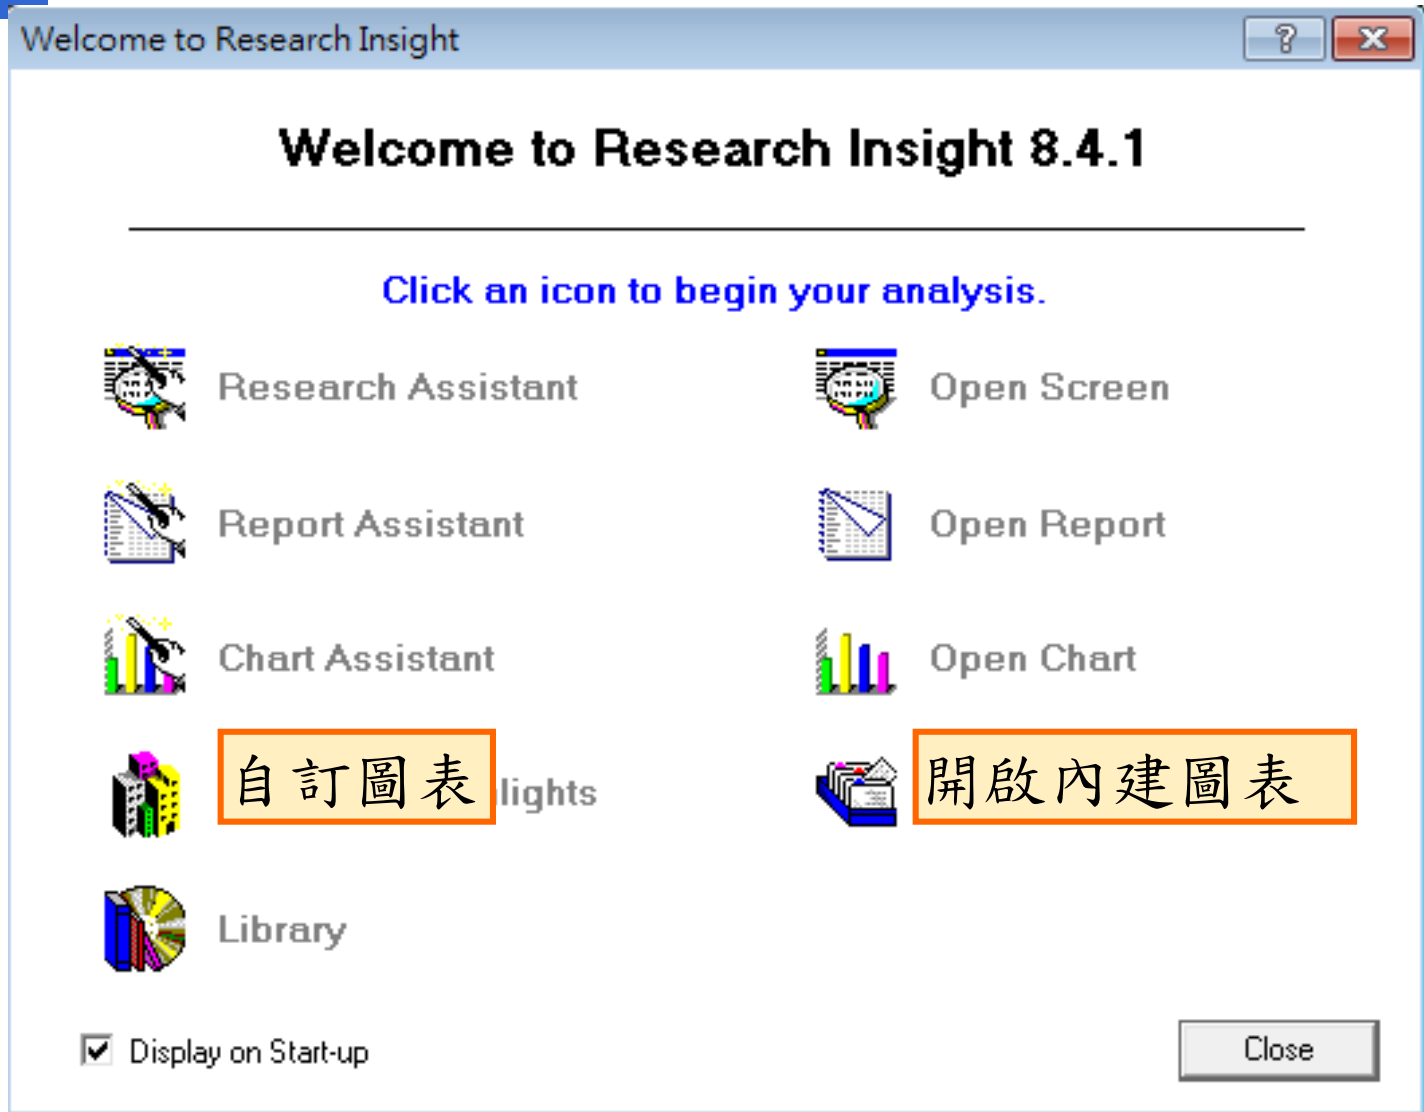 Welcome to Research Insight
Welcome to Research Insight 8.4.1
Click an icon to begin your analysis.
Research Assistant
Open Screen
Report Assistant
Open Report
Chart Assistant
Open Chart
自訂圖表
lights
開啟內建圖表
Library
Display on Start-up
Close